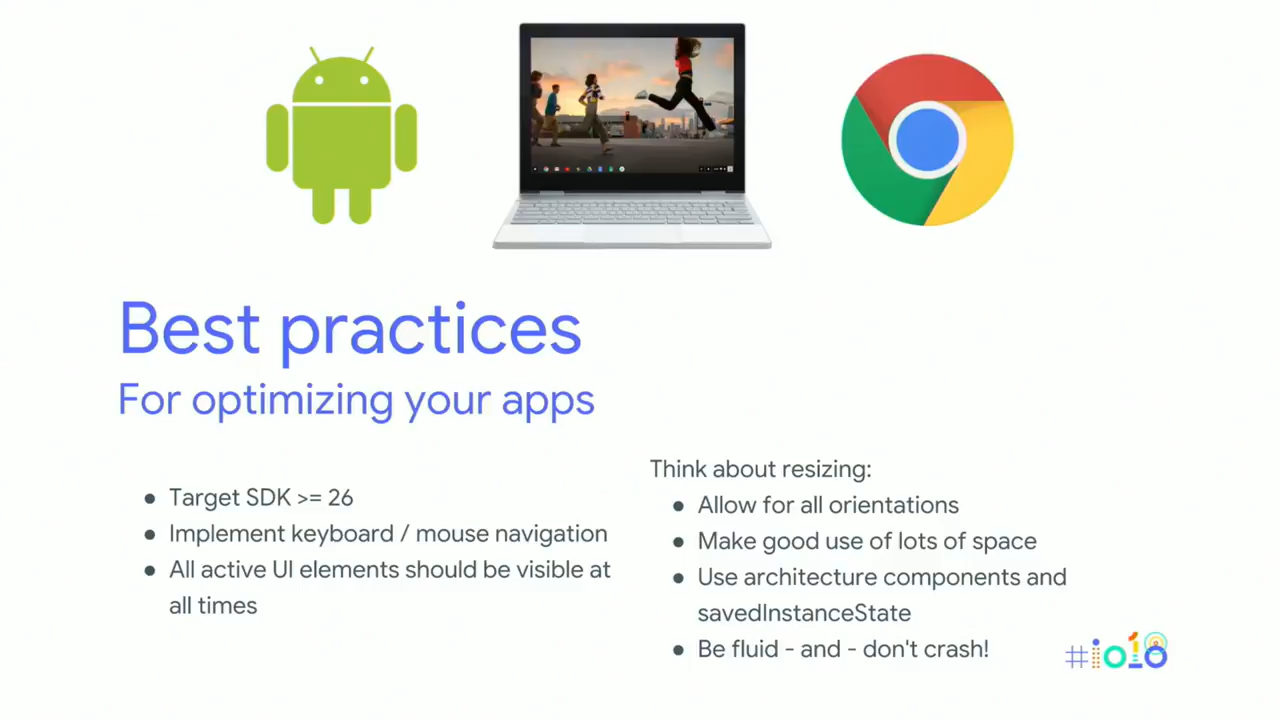 Best practices
For optimizing your apps
● Target SDK >= 26
● Implement keyboard / mouse navigation
● All active UI elements should be visible at
all times
Think about resizing:
● Allow for all orientations
● Make good use of lots of space
● Use architecture components and
savedInstanceState
● Be fluid - and - don't crash!
#io18